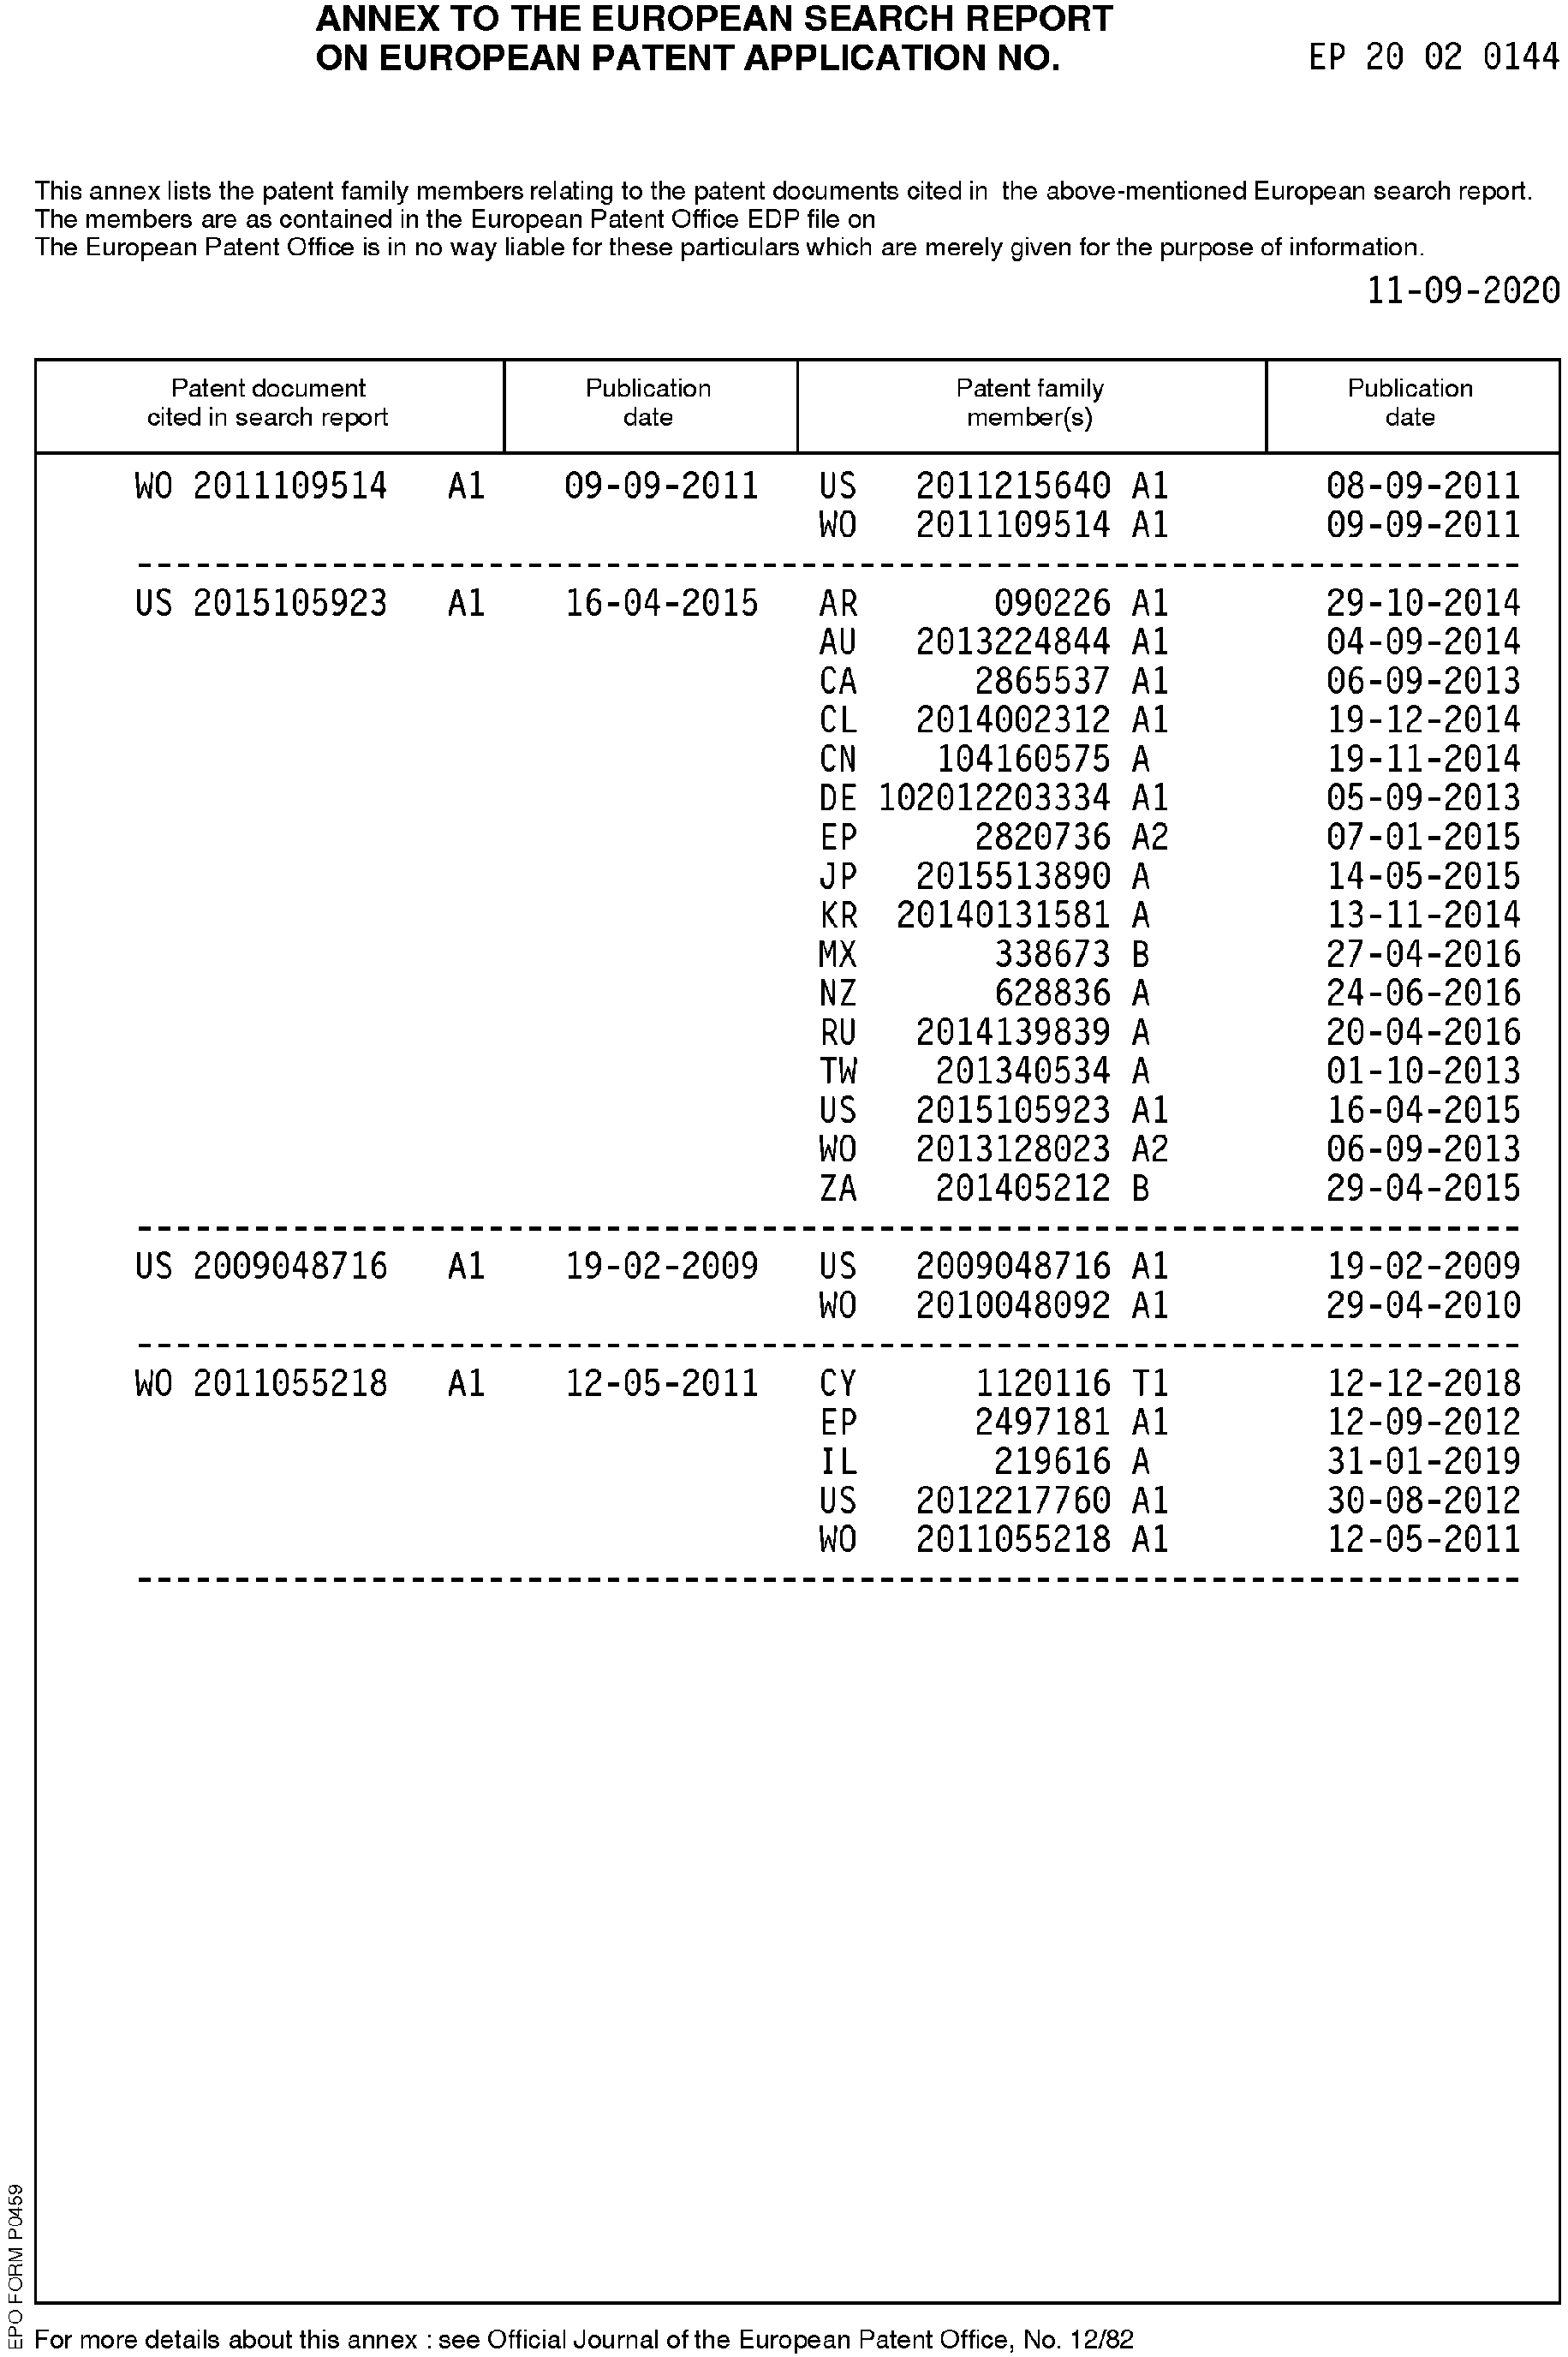 ANNEX TO THE EUROPEAN SEARCH REPORT
ON EUROPEAN PATENT APPLICATION NO. EP 20 02 0144
This annex lists the patent family members relating to the patent documents cited in the above-mentioned European search report.
The members are as contained in the European Patent Office EDP file on
The European Patent Office is in no way liable for these particulars which are merely given for the purpose of information.
11-09-2020
Patent document Publication Patent family Publication
cited in search report date member(s) date
WO 2011109514 A1 09-09-2011 US 2011215640 A1 08-09-2011
WO 2011109514 A1 09-09-2011
US 2015105923 A1 16-04-2015 AR 090226 A1 29-10-2014
AU 2013224844 A1 04-09-2014
CA 2865537 A1 06-09-2013
CL 2014002312 A1 19-12-2014
CN 104160575 A 19-11-2014
DE 102012203334 A1 05-09-2013
EP 2820736 A2 07-01-2015
JP 2015513890 A 14-05-2015
KR 20140131581 A 13-11-2014
MX 338673 B 27-04-2016
NZ 628836 A 24-06-2016
RU 2014139839 A 20-04-2016
TW 201340534 A 01-10-2013
US 2015105923 A1 16-04-2015
WO 2013128023 A2 06-09-2013
ZA 201405212 B 29-04-2015
US 2009048716 A1 19-02-2009 US 2009048716 A1 19-02-2009
WO 2010048092 A1 29-04-2010
WO 2011055218 A1 12-05-2011 CY 1120116 T1 12-12-2018
EP 2497181 A1 12-09-2012
IL 219616 A 31-01-2019
US 2012217760 A1 30-08-2012
WO 2011055218 A1 12-05-2011
EPO FORM P0459
For more details about this annex : see Official Journal of the European Patent Office, No. 12/82